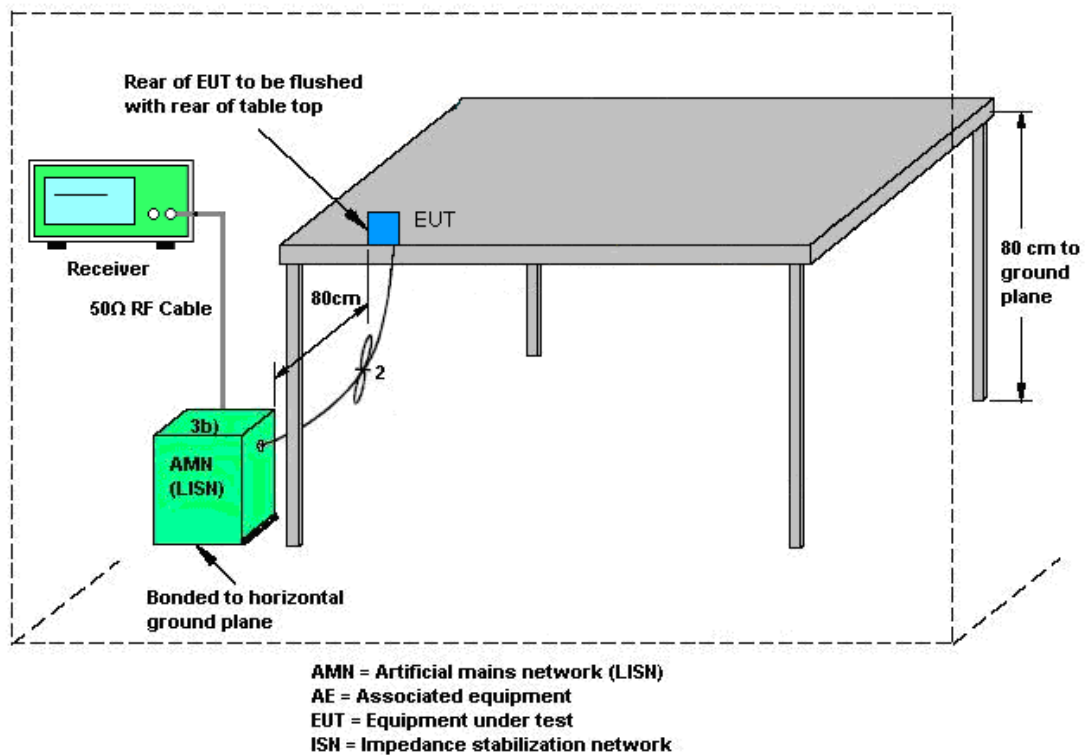 Rear of EUT to be flushed
with rear of table top
EUT
Receiver
50Ω RF Cable
80cm
80 cm to
ground
plane
2
3b)
AMN
(LISN)
Bonded to horizontal
ground plane
AMN = Artificial mains network (LISN)
AE = Associated equipment
EUT = Equipment under test
ISN = Impedance stabilization network